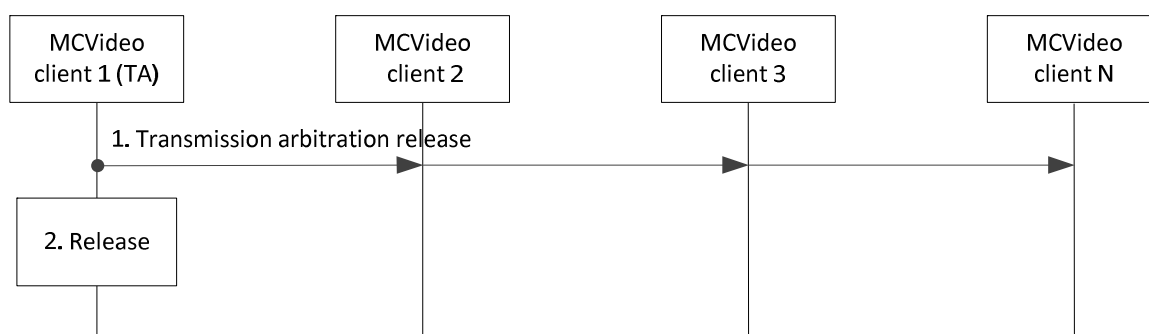 MCVideo
client 1 (TA)
MCVideo
client 2
MCVideo
client 3
MCVideo
client N
1. Transmission arbitration release
2. Release